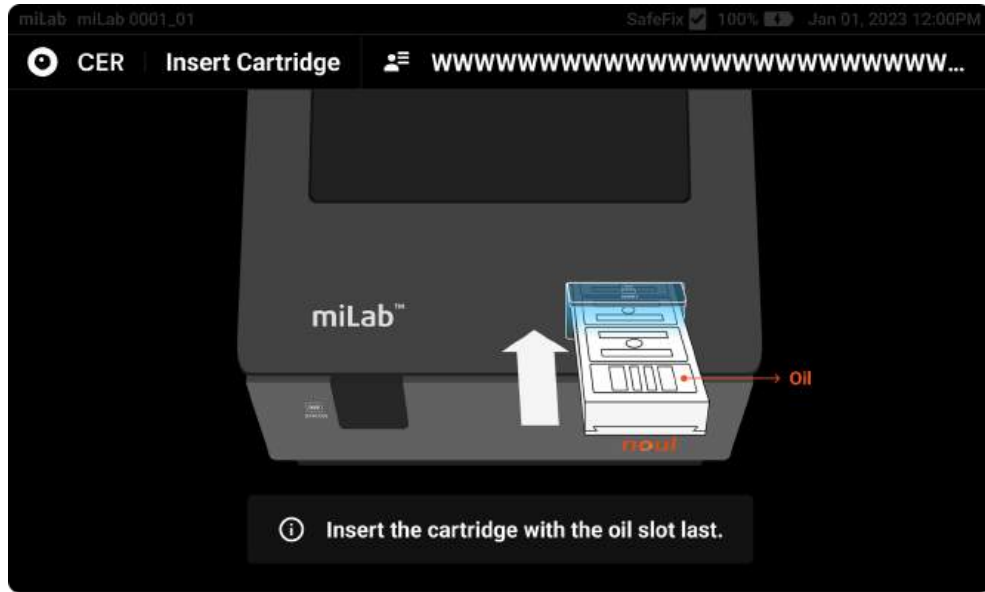 miLab miLab 0001_01 SafeFix 100% Jan 01, 2023 12:00PM
CER Insert Cartridge WWWWWWWWWWWWWWWWWWWWWWWW...
miLab™
Oil
noul
Insert the cartridge with the oil slot last.